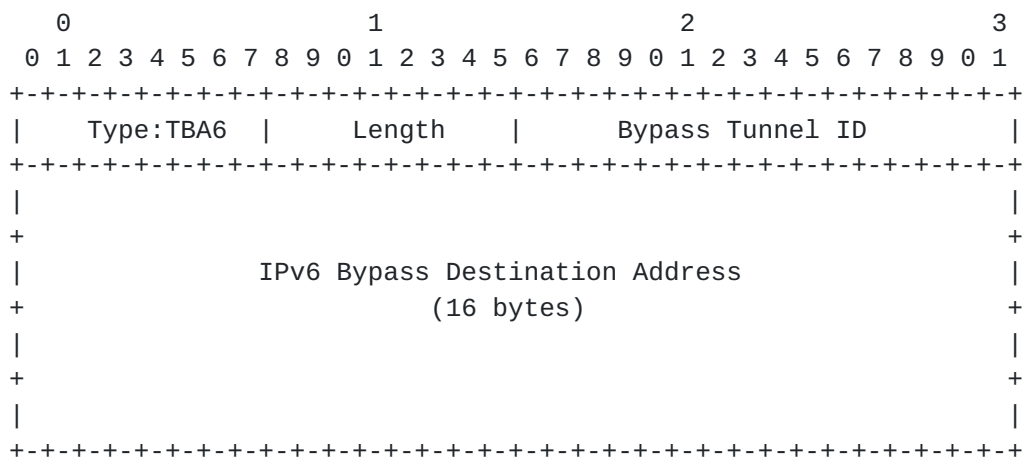 0                   1                   2                   3
0 1 2 3 4 5 6 7 8 9 0 1 2 3 4 5 6 7 8 9 0 1 2 3 4 5 6 7 8 9 0 1
+-+-+-+-+-+-+-+-+-+-+-+-+-+-+-+-+-+-+-+-+-+-+-+-+-+-+-+-+-+-+-+-+
|    Type:TBA6  |     Length    |      Bypass Tunnel ID         |
+-+-+-+-+-+-+-+-+-+-+-+-+-+-+-+-+-+-+-+-+-+-+-+-+-+-+-+-+-+-+-+-+
|                                                               |
+                                                               +
|               IPv6 Bypass Destination Address                 |
+                          (16 bytes)                           +
|                                                               |
+                                                               +
|                                                               |
+-+-+-+-+-+-+-+-+-+-+-+-+-+-+-+-+-+-+-+-+-+-+-+-+-+-+-+-+-+-+-+-+